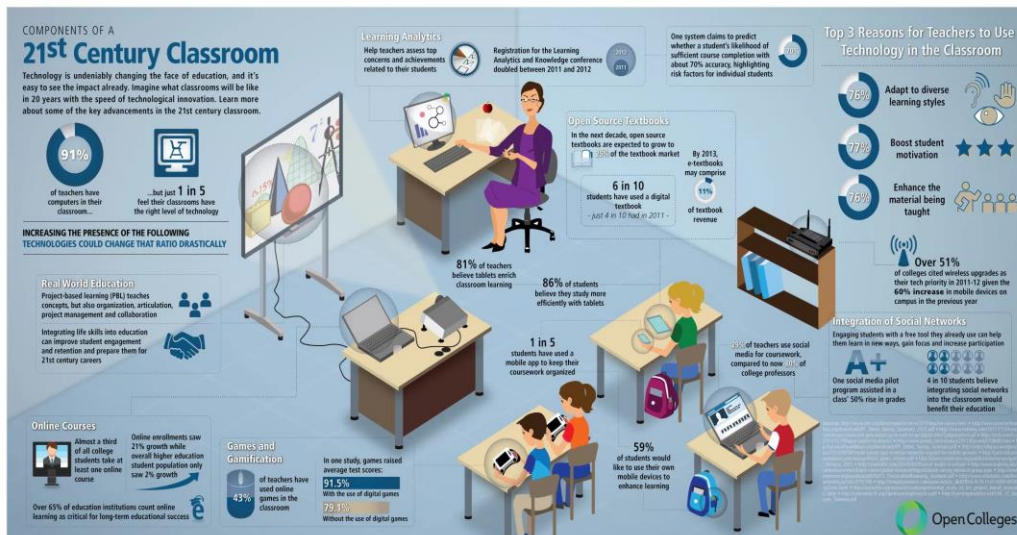 COMPONENTS OF A
21st Century Classroom
Technology is undeniably changing the face of education, and it's
easy to see the impact already. Imagine what classrooms will be like
in 20 years with the speed of technological innovation. Learn more
about some of the key advancements in the 21st century classroom.
91%
of teachers have
computers in their
classroom...
...but just 1 in 5
feel their classrooms have
the right level of technology
INCREASING THE PRESENCE OF THE FOLLOWING
TECHNOLOGIES COULD CHANGE THAT RATIO DRASTICALLY
Real World Education
Project-based learning (PBL) teaches
concepts, but also organization, articulation,
project management and collaboration
Integrating life skills into education
can improve student engagement
and retention and prepare them for
21st century careers
Online Courses
Almost a third
of all college
students take at
least one online
course
Online enrollments saw
21% growth while
overall higher education
student population only
saw 2% growth
Over 65% of education institutions count online
learning as critical for long-term educational success
Games and
Gamification
43%
of teachers have
used online
games in the
classroom
In one study, games raised
average test scores:
91.5%
With the use of digital games
79.1%
Without the use of digital games
Learning Analytics
Help teachers assess top
concerns and achievements
related to their students
Registration for the Learning
Analytics and Knowledge conference
doubled between 2011 and 2012
2012
2011
One system claims to predict
whether a student's likelihood of
sufficient course completion with
about 70% accuracy, highlighting
risk factors for individual students
70%
Open Source Textbooks
In the next decade, open source
textbooks are expected to grow to
of the textbook market
6 in 10
students have used a digital
textbook
- just 4 in 10 had in 2011 -
By 2013,
e-textbooks
may comprise
11%
of textbook
revenue
81% of teachers
believe tablets enrich
classroom learning
86% of students
believe they study more
efficiently with tablets
1 in 5
students have used a
mobile app to keep their
coursework organized
of teachers use social
media for coursework,
compared to now of
college professors
59%
of students would
like to use their own
mobile devices to
enhance learning
Top 3 Reasons for Teachers to Use
Technology in the Classroom
76%
Adapt to diverse
learning styles
77%
Boost student
motivation
76%
Enhance the
material being
taught
Over 51%
of colleges cited wireless upgrades as
their tech priority in 2011-12 given the
60% increase in mobile devices on
campus in the previous year
Integration of Social Networks
Engaging students with a free tool they already use can help
them learn in new ways, gain focus and increase participation
A+
One social media pilot
program assisted in a
class' 50% rise in grades
4 in 10 students believe
integrating social networks
into the classroom would
benefit their education
Open Colleges